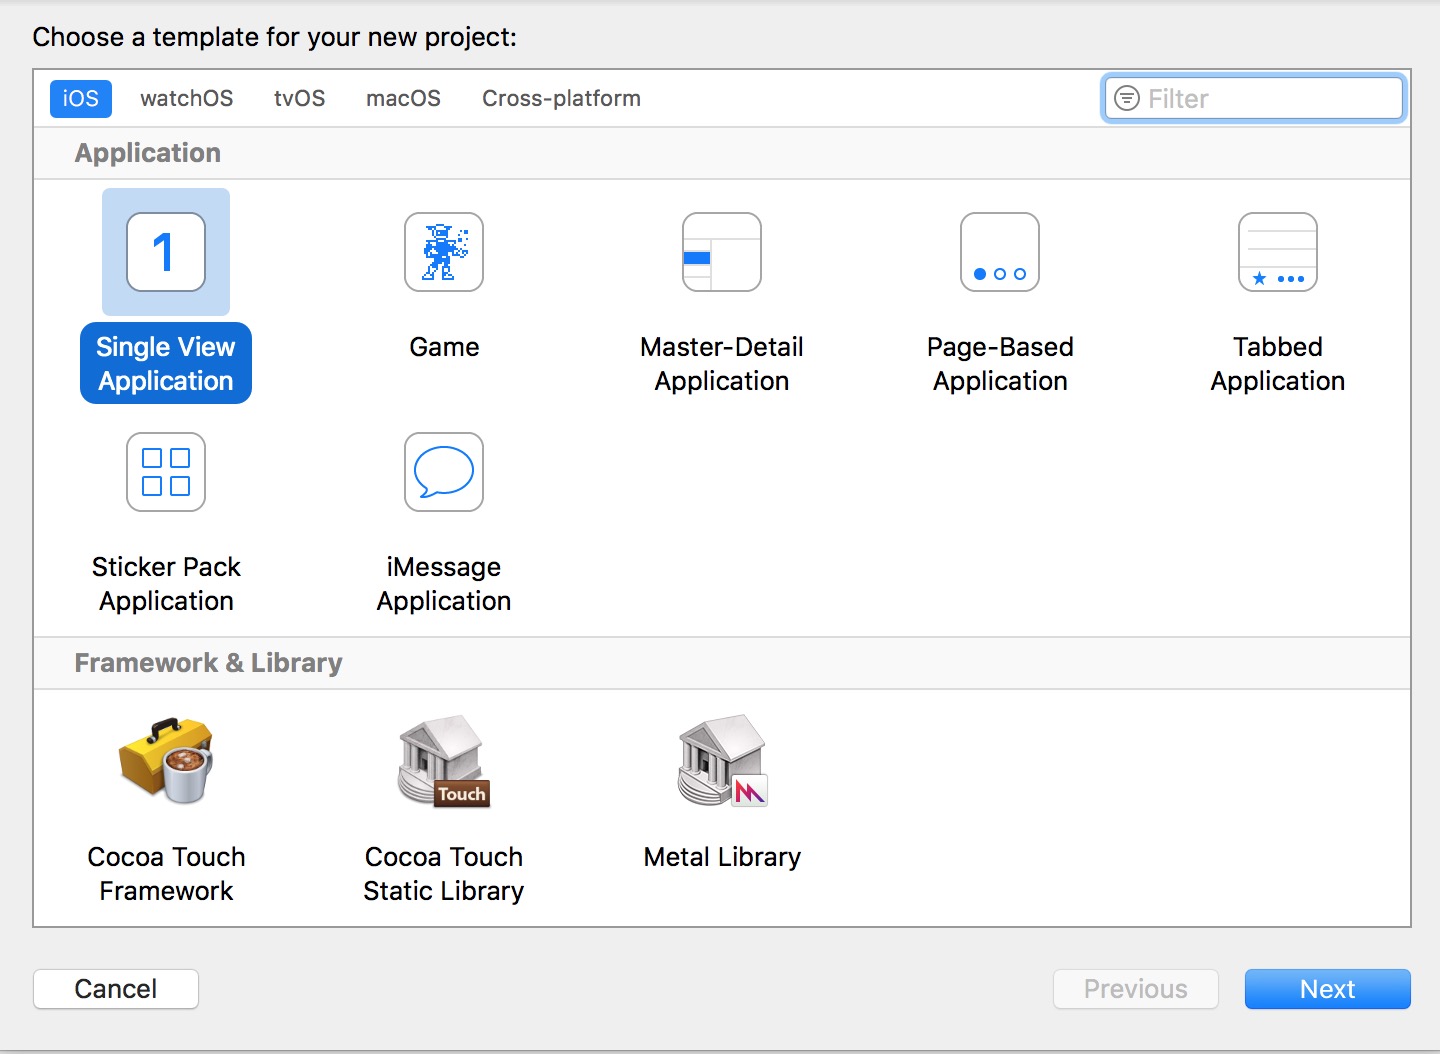 Choose a template for your new project:
iOS watchOS tvOS macOS Cross-platform Filter
Application
1
Single View
Application
Game
Master-Detail
Application
Page-Based
Application
Tabbed
Application
Sticker Pack
Application
iMessage
Application
Framework & Library
Touch
Cocoa Touch
Framework
Cocoa Touch
Static Library
Metal Library
Cancel Previous Next